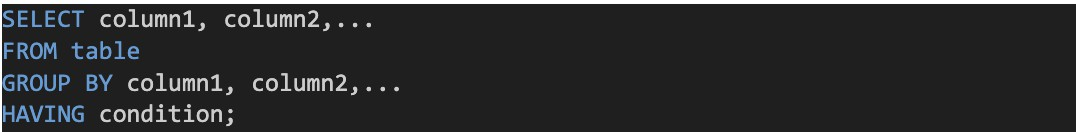 SELECT column1, column2,...
FROM table
GROUP BY column1, column2,...
HAVING condition;